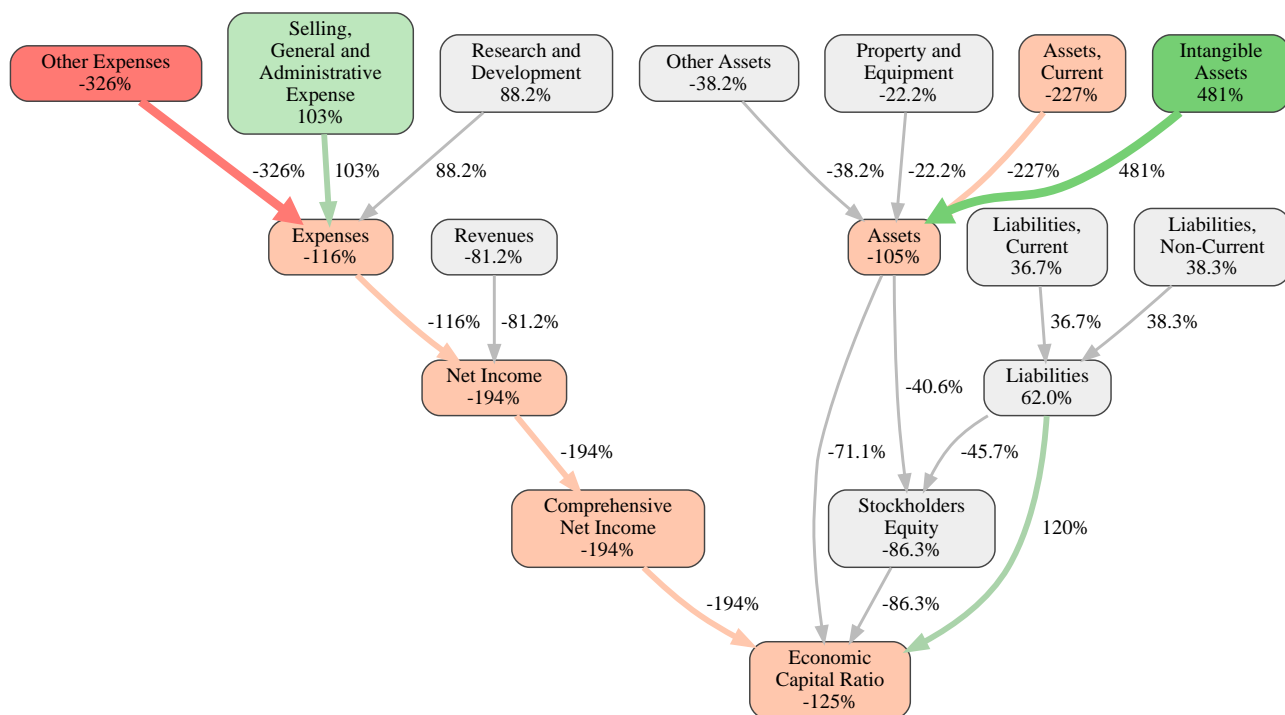 Other Expenses
-326%
Selling,
General and
Administrative
Expense
103%
Research and
Development
88.2%
Other Assets
-38.2%
Property and
Equipment
-22.2%
Assets,
Current
-227%
Intangible
Assets
481%
-326%
103%
88.2%
-38.2%
-22.2%
-227%
481%
Expenses
-116%
Revenues
-81.2%
Assets
-105%
Liabilities,
Current
36.7%
Liabilities,
Non-Current
38.3%
-116%
-81.2%
36.7%
38.3%
Net Income
-194%
-40.6%
Liabilities
62.0%
-194%
-71.1%
-45.7%
Comprehensive
Net Income
-194%
Stockholders
Equity
-86.3%
120%
-194%
-86.3%
Economic
Capital Ratio
-125%